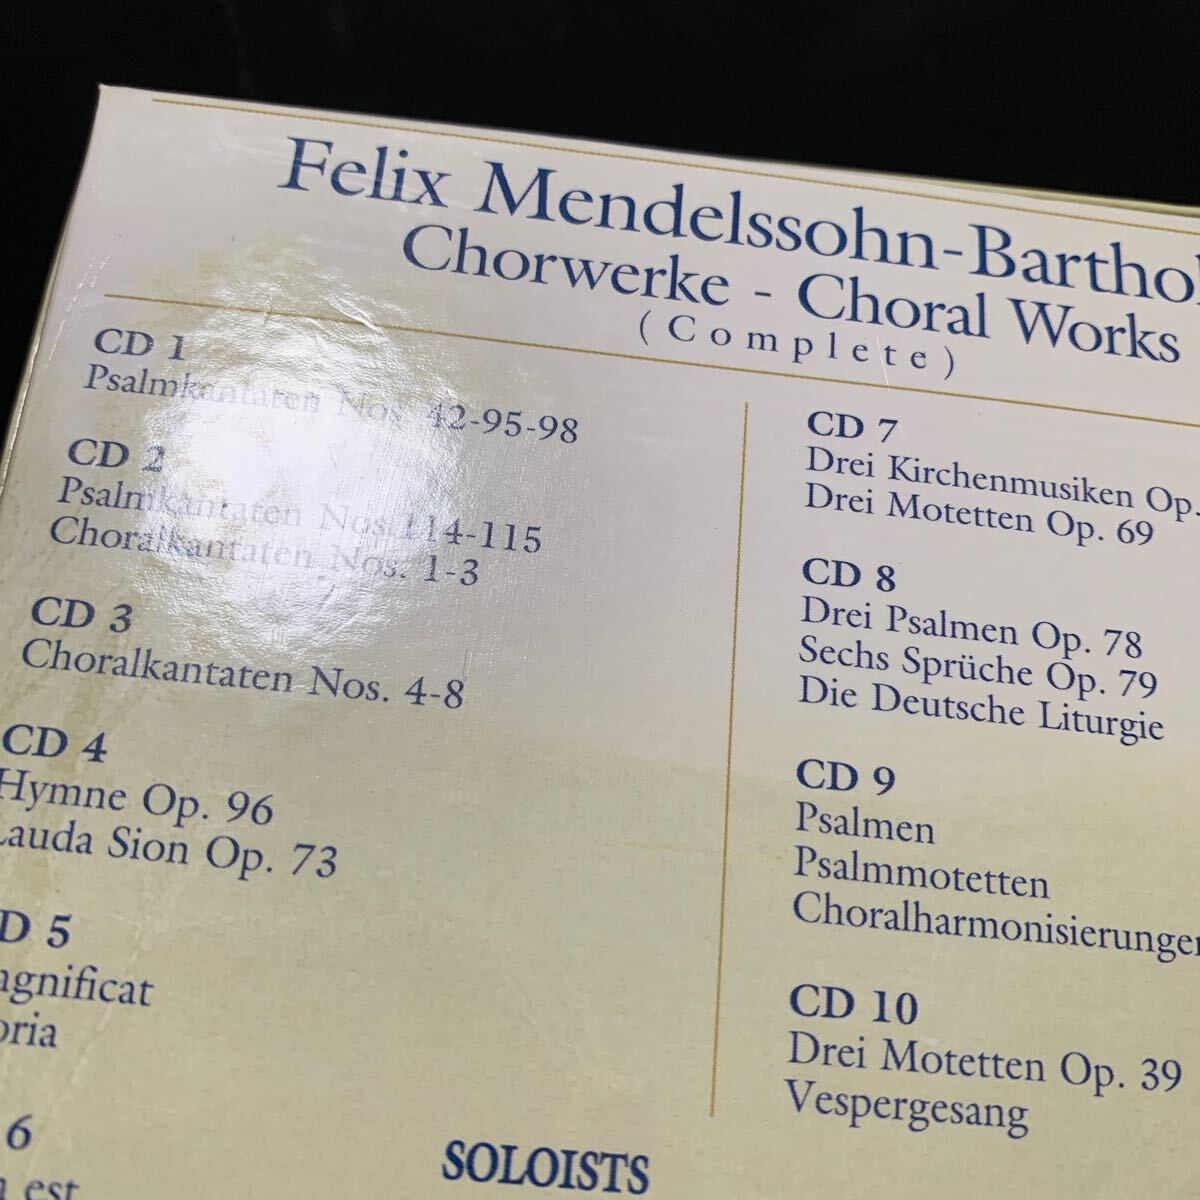 Felix Mendelssohn-Barthol
Chorwerke - Choral Works
(Complete)
CD 1
Psalmkantaten Nos. 42-95-98
CD 2
Psalmkantaten Nos. 114-115
Choralkantaten Nos. 1-3
CD 3
Choralkantaten Nos. 4-8
CD 4
Hymne Op. 96
Lauda Sion Op. 73
D 5
agnificat
oria
6
est
CD 7
Drei Kirchenmusiken Op.
Drei Motetten Op. 69
CD 8
Drei Psalmen Op. 78
Sechs Sprüche Op. 79
Die Deutsche Liturgie
CD 9
Psalmen
Psalmmotetten
Choralharmonisierungen
CD 10
Drei Motetten Op. 39
Vespergesang
SOLOISTS